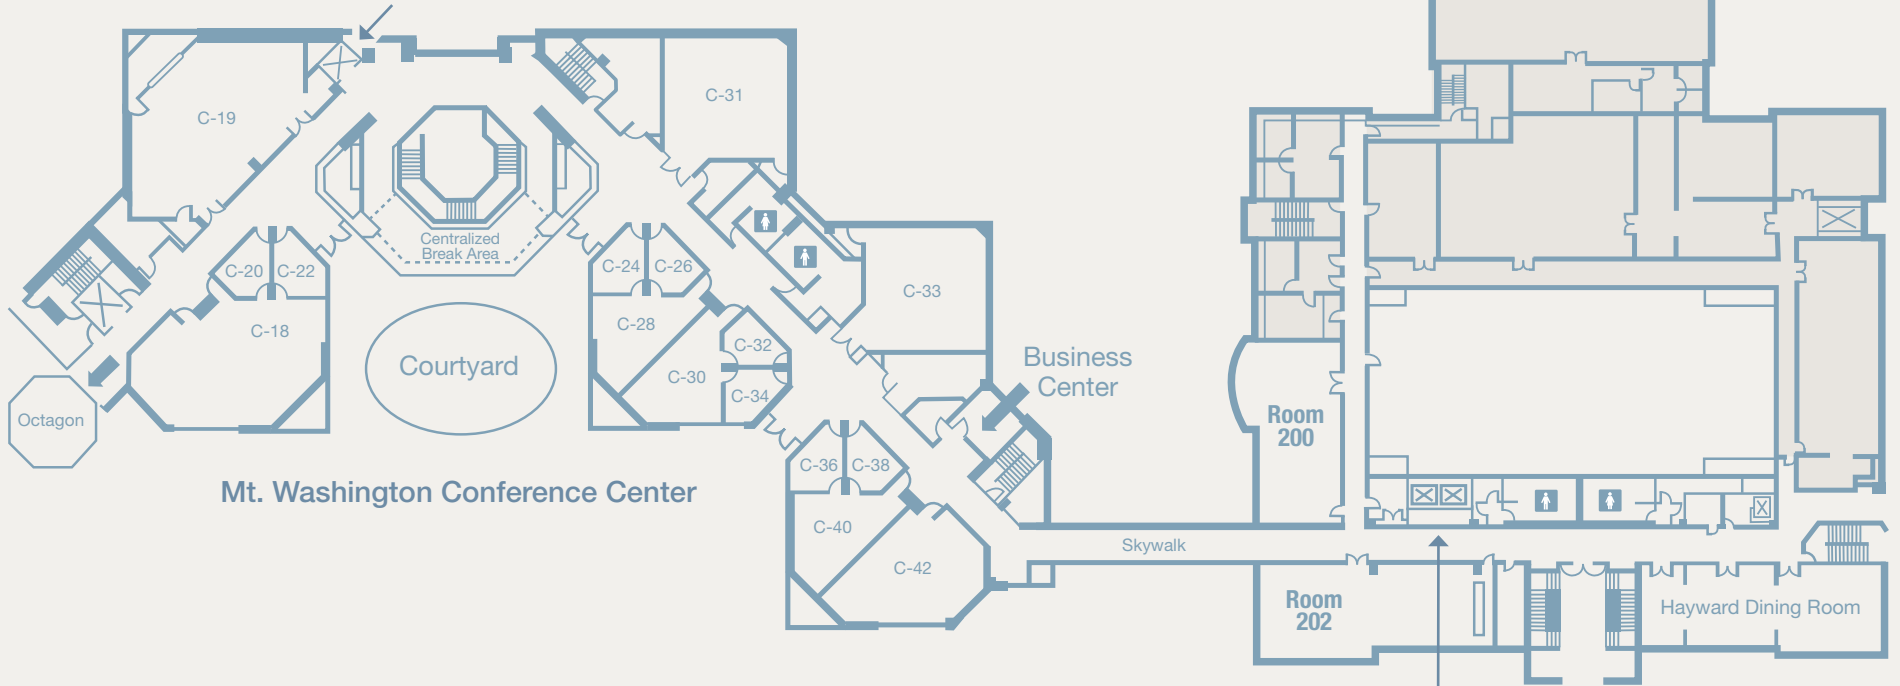 C-31
C-19
Centralized
Break Area
C-20
C-22
C-24
C-26
C-33
C-18
C-28
C-32
Business
Center
Courtyard
C-30
C-34
Octagon
Room
200
C-36
C-38
Mt. Washington Conference Center
C-40
Skywalk
C-42
Room
202
Hayward Dining Room